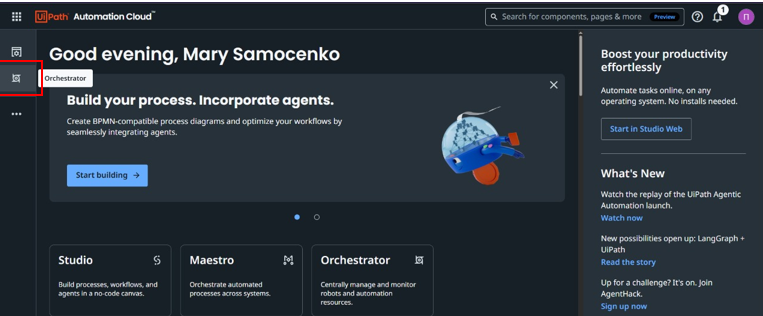 UiPath Automation Cloud™
Search for components, pages & more Preview
1
П
Orchestrator
Good evening, Mary Samocenko
Build your process. Incorporate agents.
Create BPMN-compatible process diagrams and optimize your workflows by
seamlessly integrating agents.
Start building →
Studio
Build processes, workflows, and
agents in a no-code canvas.
Maestro
Orchestrate automated
processes across systems.
Orchestrator
Centrally manage and monitor
robots and automation
resources.
Boost your productivity
effortlessly
Automate tasks online, on any
operating system. No installs needed.
Start in Studio Web
What's New
Watch the replay of the UiPath Agentic
Automation launch.
Watch now
New possibilities open up: LangGraph +
UiPath
Read the story
Up for a challenge? It's on. Join
AgentHack.
Sign up now